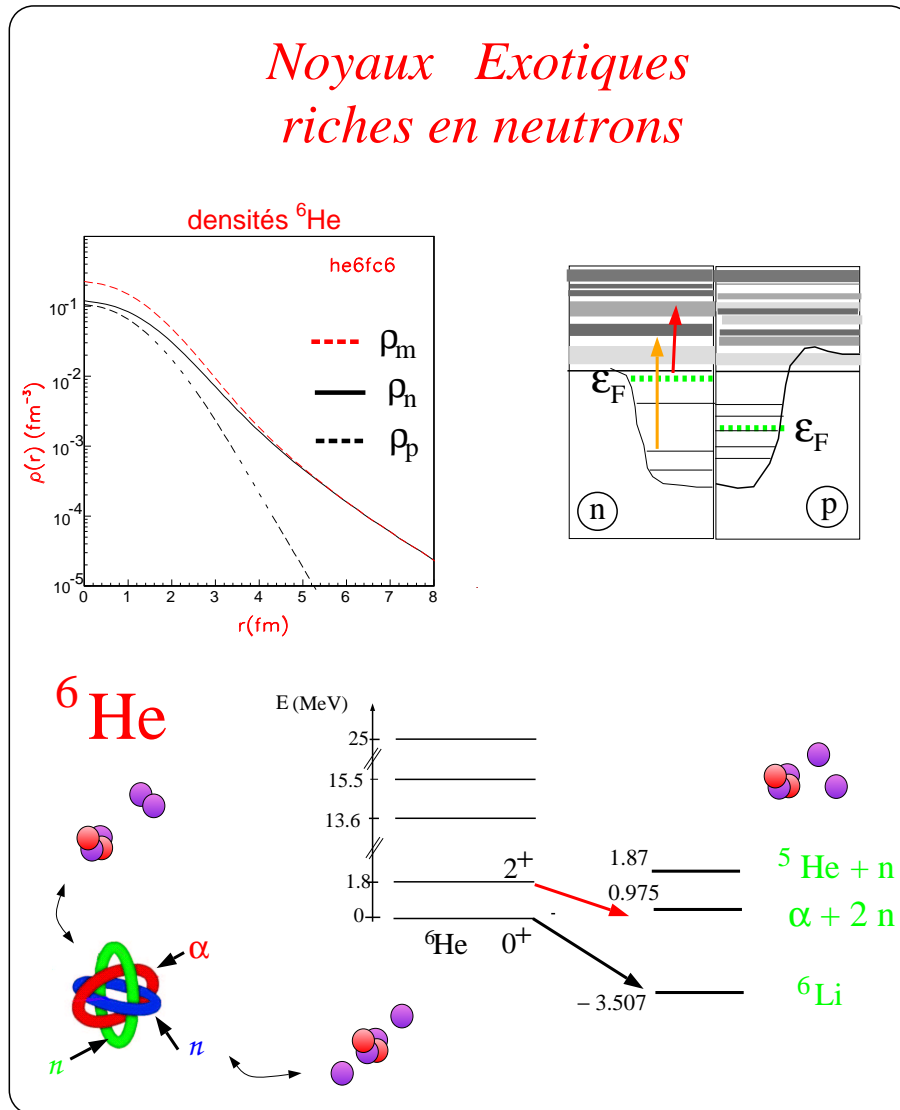 Noyaux Exotiques
riches en neutrons
densités ⁶He
he6fc6
ρm
ρn
ρp
10⁻¹
10⁻²
10⁻³
10⁻⁴
10⁻⁵
ρ(r) (fm⁻³)
0 1 2 3 4 5 6 7 8
r(fm)
εF
εF
n
p
⁶He
E (MeV)
25
15.5
13.6
1.8
0
2⁺
⁶He 0⁺
1.87
⁵He + n
0.975
α + 2 n
− 3.507
⁶Li
α
n
n